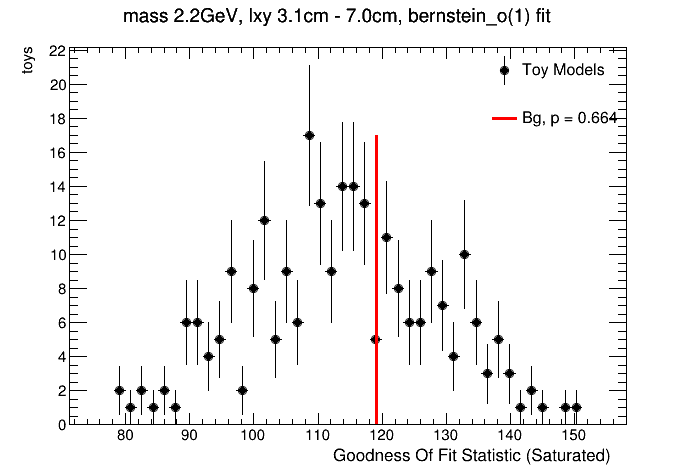 mass 2.2GeV, lxy 3.1cm - 7.0cm, bernstein_o(1) fit
toys
22
20
18
16
14
12
10
8
6
4
2
0
Toy Models
Bg, p = 0.664
80 90 100 110 120 130 140 150
Goodness Of Fit Statistic (Saturated)